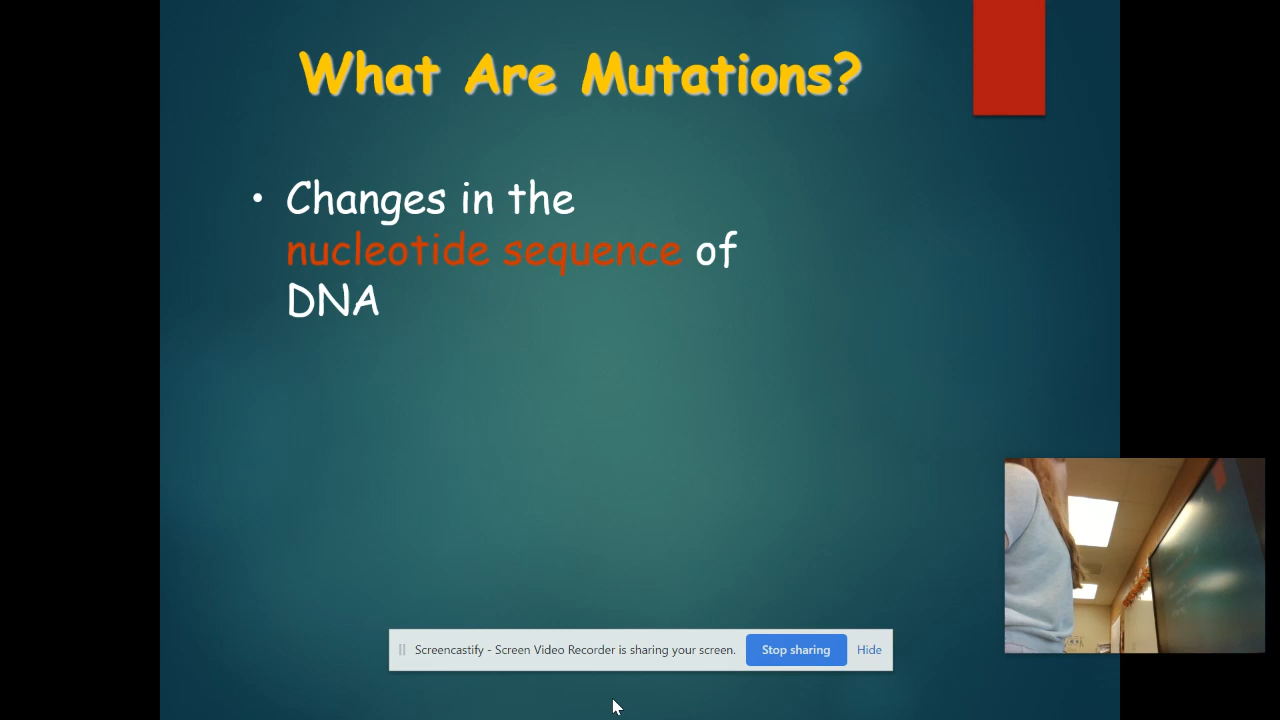 What Are Mutations?
• Changes in the
nucleotide sequence of
DNA
Screencastify - Screen Video Recorder is sharing your screen.
Stop sharing
Hide